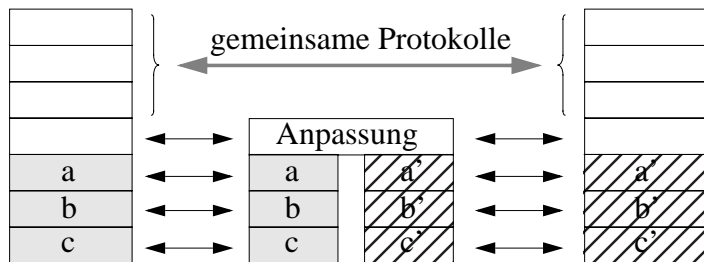 gemeinsame Protokolle
Anpassung
a a a' a'
b b b' b'
c c c' c'